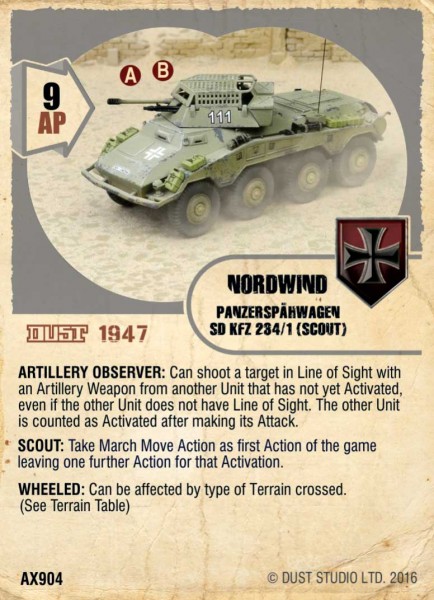 A B
9
AP
111
NORDWIND
PANZERSPÄHWAGEN
SD KFZ 234/1 (SCOUT)
DUST 1947
ARTILLERY OBSERVER: Can shoot a target in Line of Sight with
an Artillery Weapon from another Unit that has not yet Activated,
even if the other Unit does not have Line of Sight. The other Unit
is counted as Activated after making its Attack.
SCOUT: Take March Move Action as first Action of the game
leaving one further Action for that Activation.
WHEELED: Can be affected by type of Terrain crossed.
(See Terrain Table)
AX904
© DUST STUDIO LTD. 2016